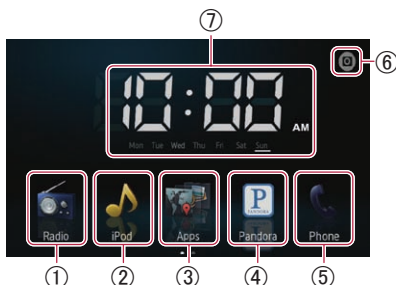 ⑦
⑥
10:00
AM
Mon Tue Wed Thu Fri Sat Sun
P
PANDORA
Radio iPod Apps Pandora Phone
① ② ③ ④ ⑤